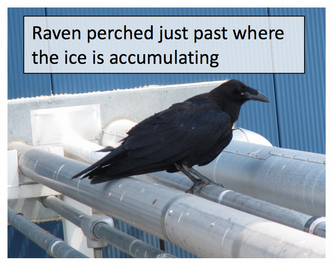 Raven perched just past where
the ice is accumulating